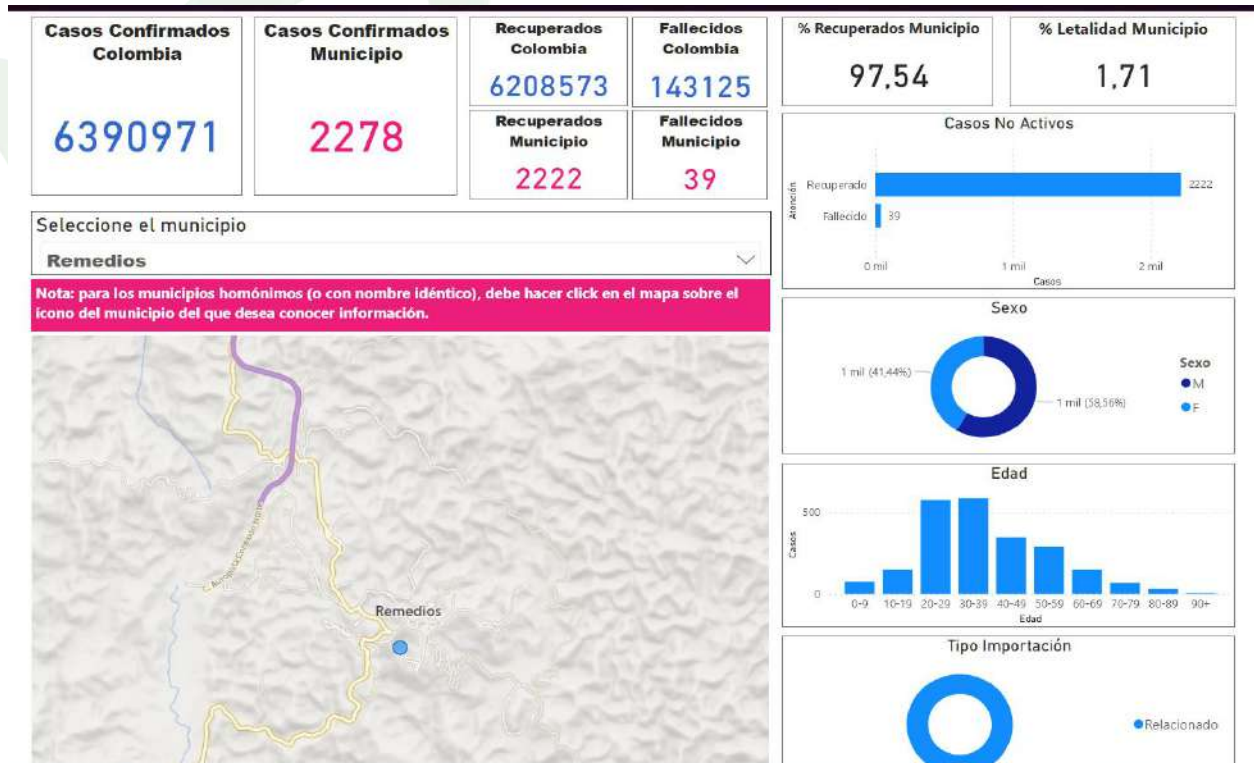 Casos Confirmados
Colombia
6390971
Casos Confirmados
Municipio
2278
Recuperados
Colombia
6208573
Fallecidos
Colombia
143125
Recuperados
Municipio
2222
Fallecidos
Municipio
39
% Recuperados Municipio
97,54
% Letalidad Municipio
1,71
Seleccione el municipio
Remedios
Nota: para los municipios homónimos (o con nombre idéntico), debe hacer click en el mapa sobre el
ícono del municipio del que desea conocer información.
Remedios
Casos No Activos
Atención
Recuperado
2222
Fallecido
39
0 mil
1 mil
2 mil
Casos
Sexo
1 mil (41,44%)
1 mil (58,56%)
Sexo
M
F
Edad
Casos
500
0
0-9 10-19 20-29 30-39 40-49 50-59 60-69 70-79 80-89 90+
Edad
Tipo Importación
Relacionado